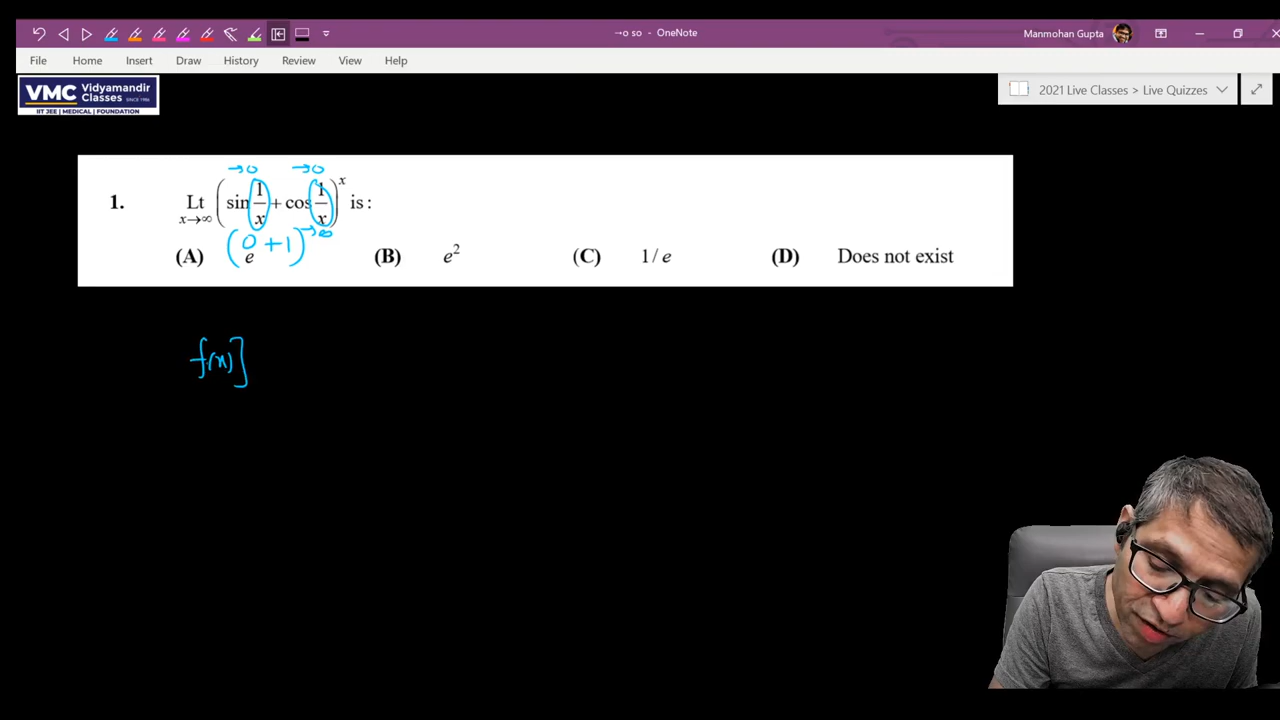 →o so - OneNote
Manmohan Gupta
File Home Insert Draw History Review View Help
VMC Vidyamandir Classes SINCE 1986
IIT JEE | MEDICAL | FOUNDATION
2021 Live Classes > Live Quizzes
→0 →0
1. Lt x→∞ (sin 1/x + cos 1/x)^x is :
(0 + 1)^→∞
(A) e (B) e² (C) 1/e (D) Does not exist
f(x)]